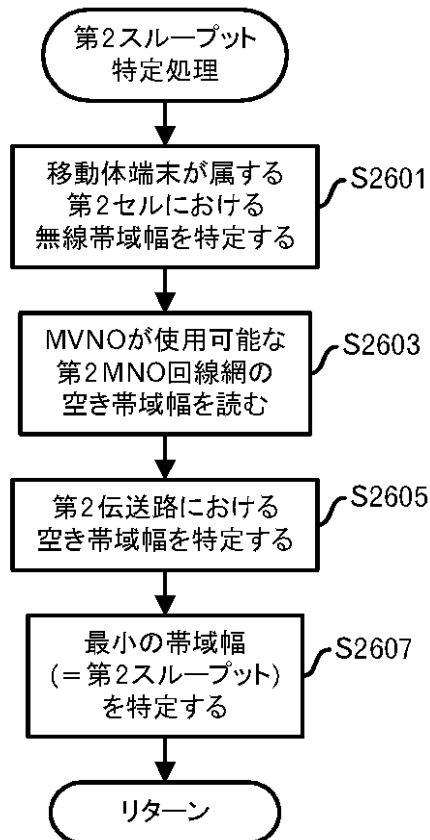 第2スループット
特定処理
移動体端末が属する
第2セルにおける
無線帯域幅を特定する
S2601
MVNOが使用可能な
第2MNO回線網の
空き帯域幅を読む
S2603
第2伝送路における
空き帯域幅を特定する
S2605
最小の帯域幅
(=第2スループット)
を特定する
S2607
リターン